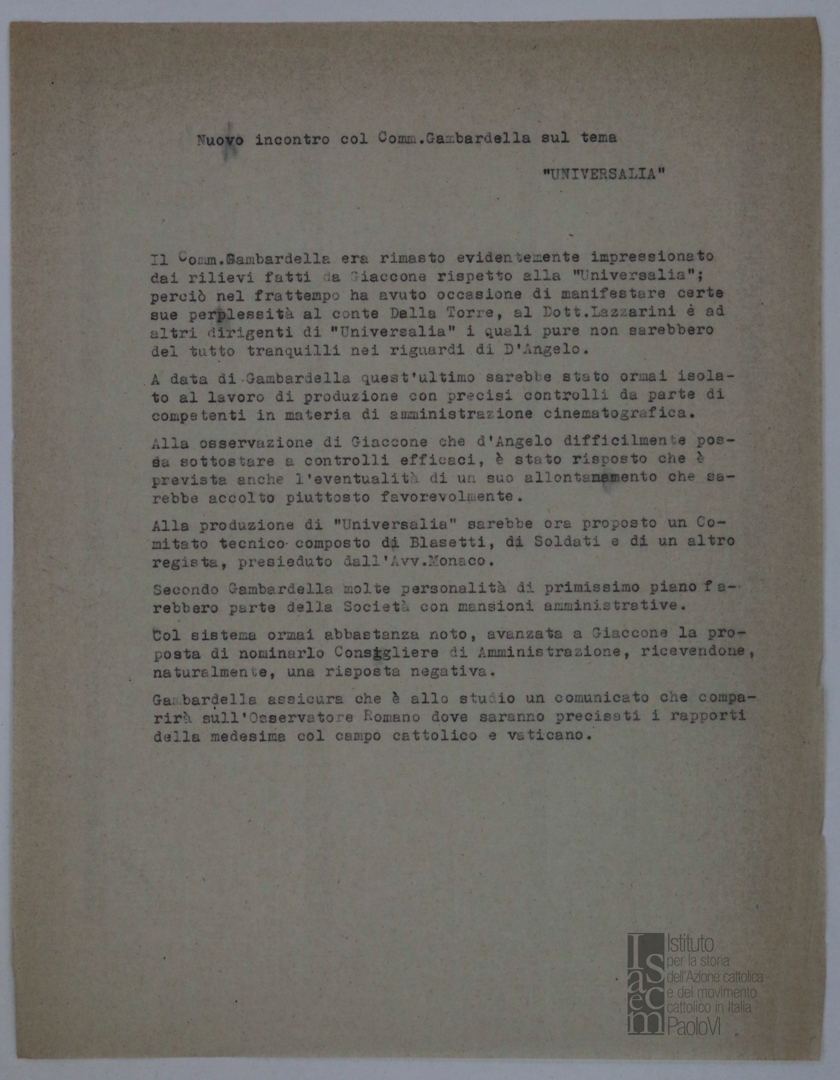 Nuovo incontro col Comm.Gambardella sul tema
"UNIVERSALIA"
Il Comm.Gambardella era rimasto evidentemente impressionato
dai rilievi fatti da Giaccone rispetto alla "Universalia";
perciò nel frattempo ha avuto occasione di manifestare certe
sue perplessità al conte Della Torre, al Dott.Lazzarini è ad
altri dirigenti di "Universalia" i quali pure non sarebbero
del tutto tranquilli nei riguardi di D'Angelo.
A data di Gambardella quest'ultimo sarebbe stato ormai isola-
to al lavoro di produzione con precisi controlli da parte di
competenti in materia di amministrazione cinematografica.
Alla osservazione di Giaccone che d'Angelo difficilmente pos-
sa sottostare a controlli efficaci, è stato risposto che è
prevista anche l'eventualità di un suo allontanamento che sa-
rebbe accolto piuttosto favorevolmente.
Alla produzione di "Universalia" sarebbe ora proposto un Co-
mitato tecnico composto di Blasetti, di Soldati e di un altro
regista, presieduto dall'Avv.Monaco.
Secondo Gambardella molte personalità di primissimo piano fa-
rebbero parte della Società con mansioni amministrative.
Col sistema ormai abbastanza noto, avanzata a Giaccone la pro-
posta di nominarlo Consigliere di Amministrazione, ricevendone,
naturalmente, una risposta negativa.
Gambardella assicura che è allo studio un comunicato che compa-
rirà sull'Osservatore Romano dove saranno precisati i rapporti
della medesima col campo cattolico e vaticano.
Isacem
Istituto
per la storia
dell'Azione cattolica
e del movimento
cattolico in Italia
PaoloVI